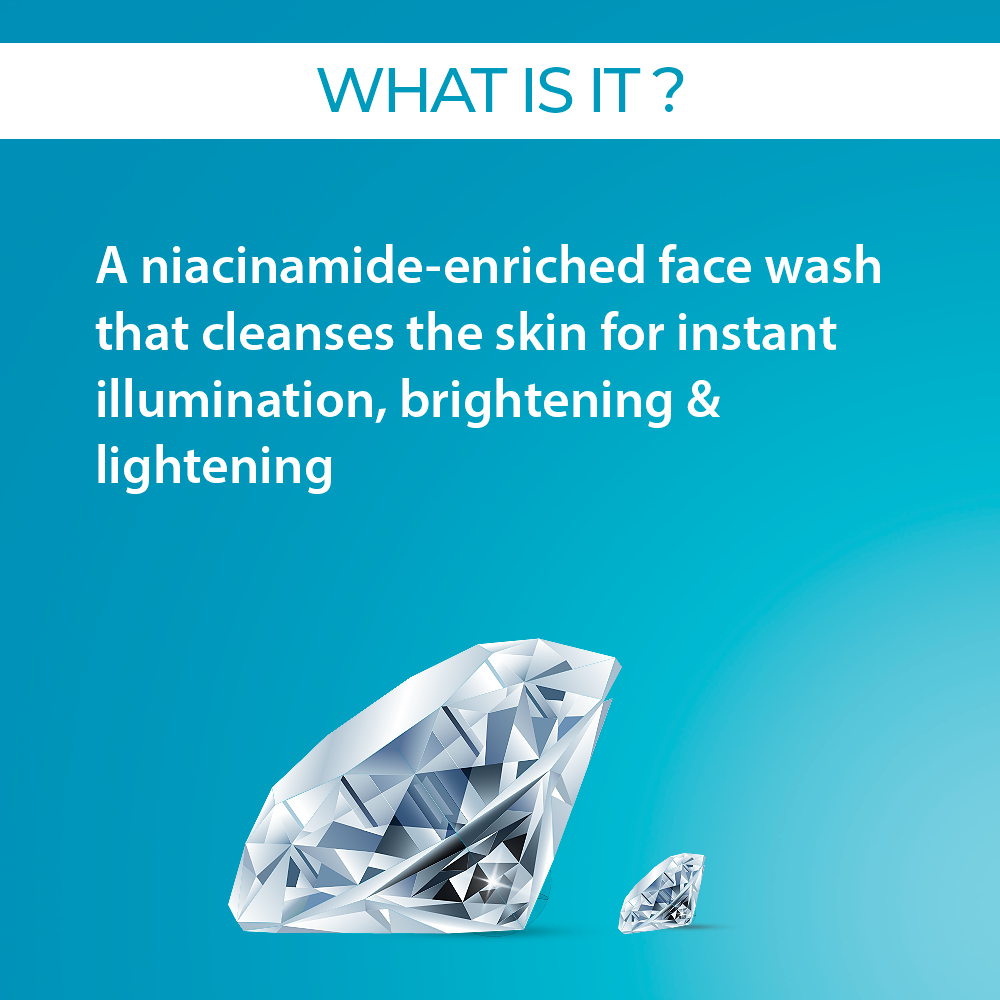 WHAT IS IT ?
A niacinamide-enriched face wash
that cleanses the skin for instant
illumination, brightening &
lightening